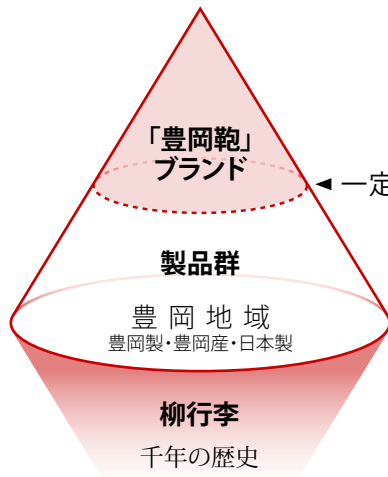 「豊岡鞄」
ブランド
◄ 一定
製品群
豊岡地域
豊岡製・豊岡産・日本製
柳行李
千年の歴史